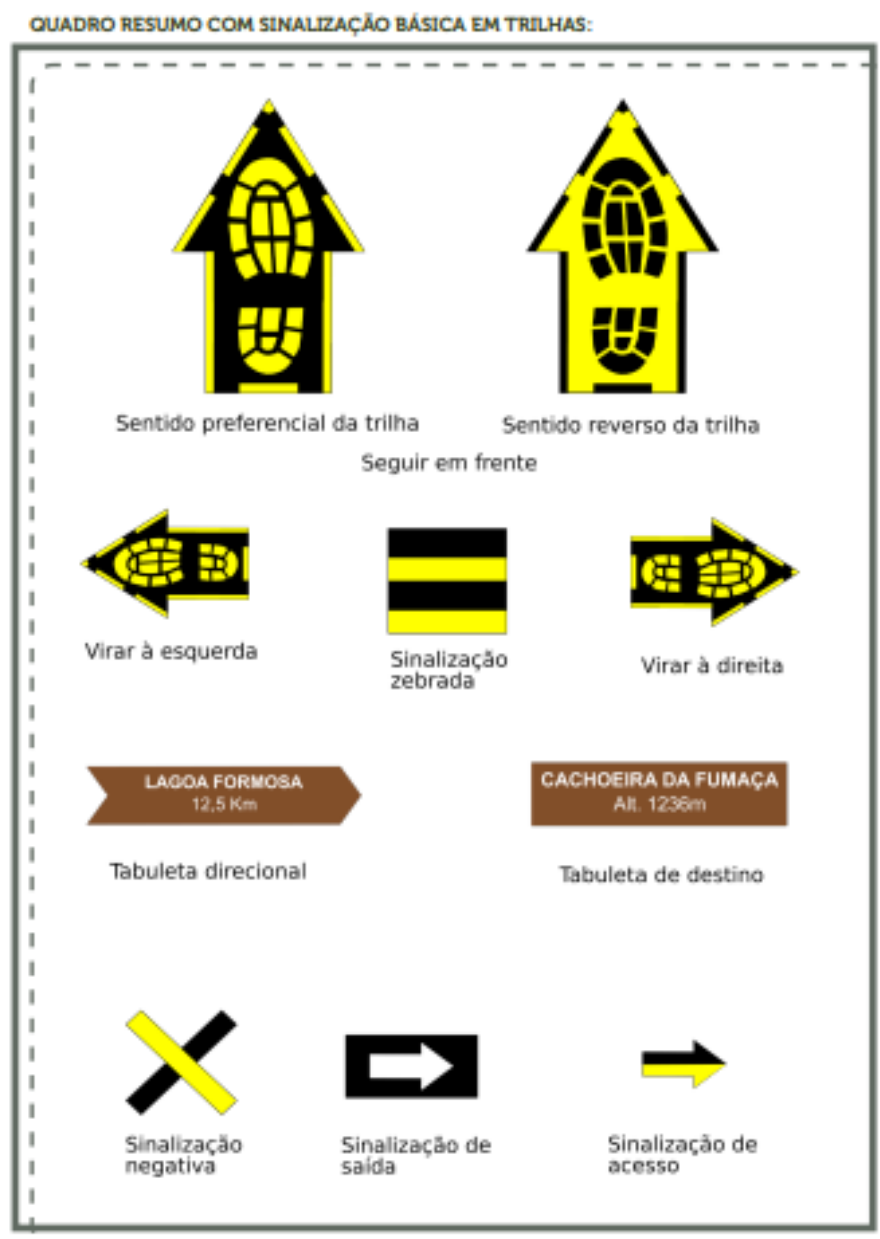 QUADRO RESUMO COM SINALIZAÇÃO BÁSICA EM TRILHAS:
Sentido preferencial da trilha
Sentido reverso da trilha
Seguir em frente
Virar à esquerda
Sinalização
zebrada
Virar à direita
LAGOA FORMOSA
12,5 Km
CACHOEIRA DA FUMAÇA
Alt. 1236m
Tabuleta direcional
Tabuleta de destino
Sinalização
negativa
Sinalização de
saída
Sinalização de
acesso